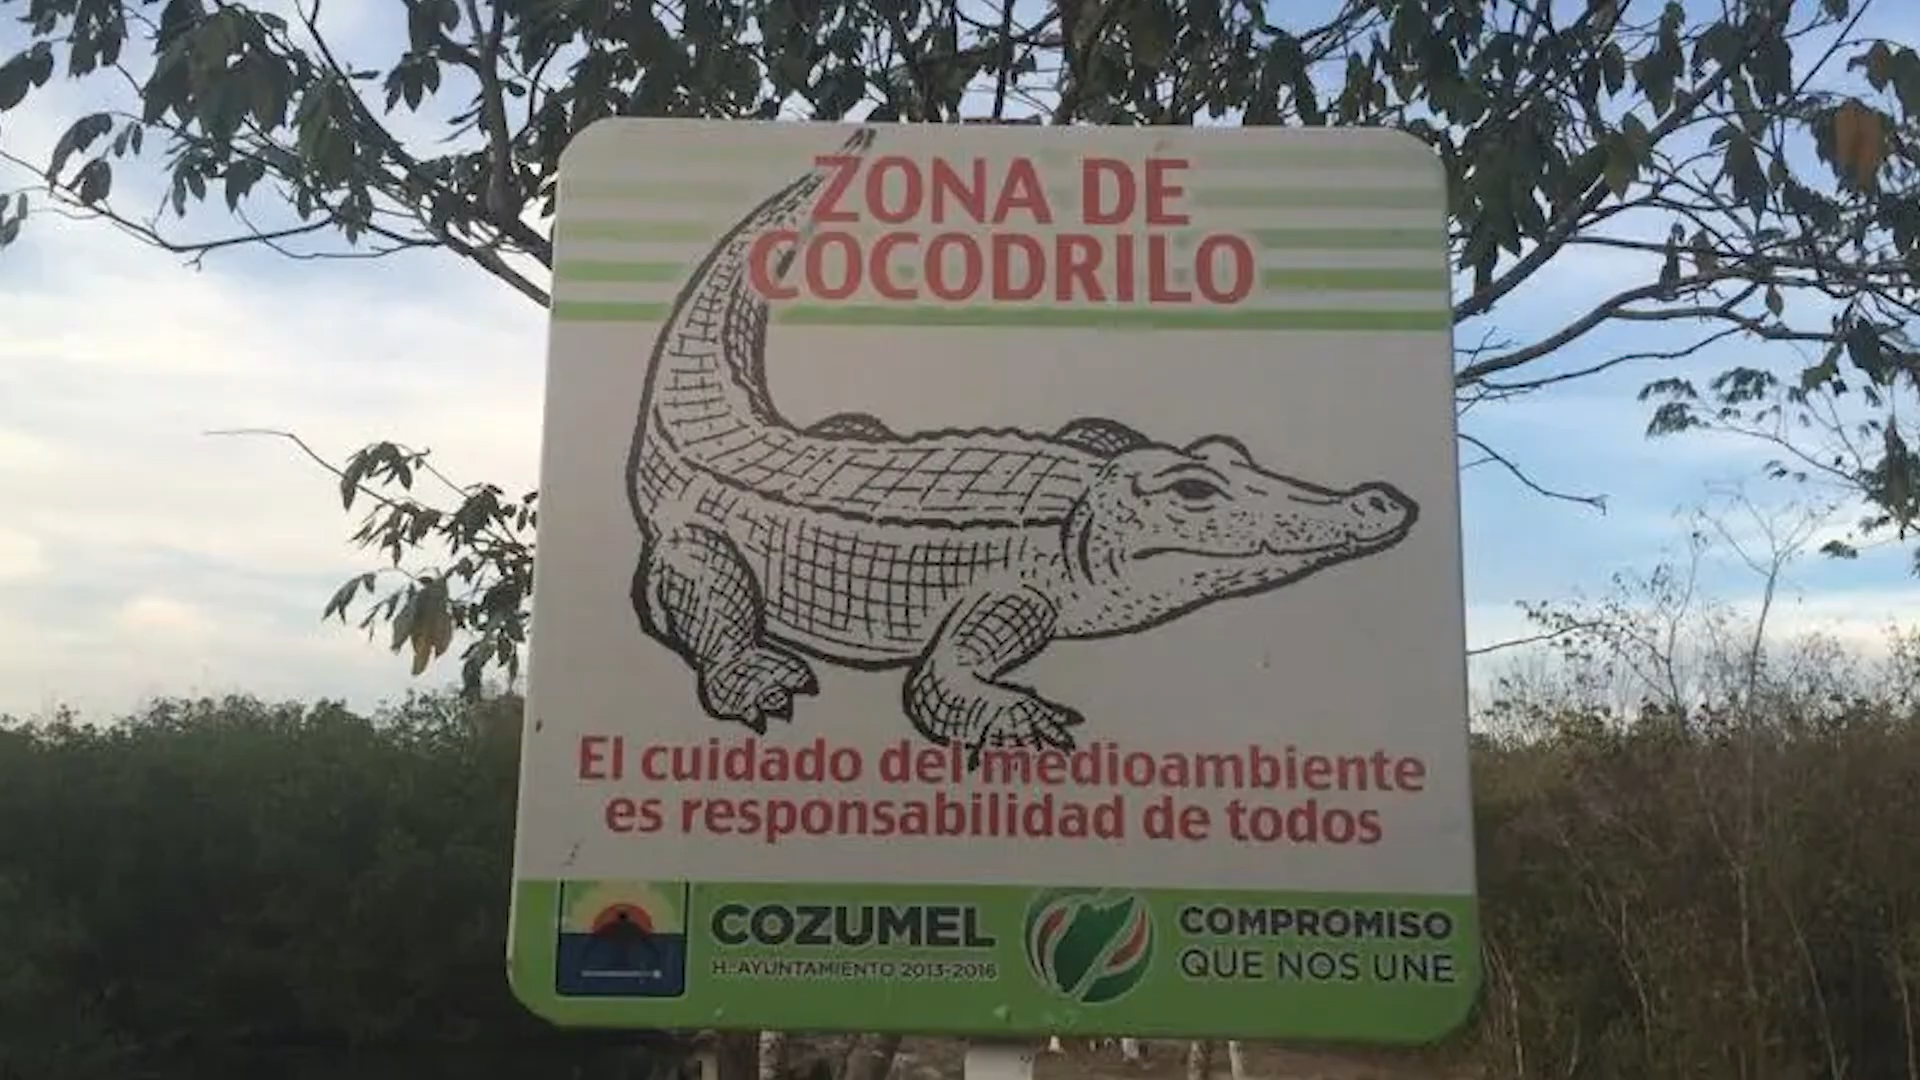 ZONA DE
COCODRILO
El cuidado del medioambiente
es responsabilidad de todos
COZUMEL
H. AYUNTAMIENTO 2013-2016
COMPROMISO
QUE NOS UNE